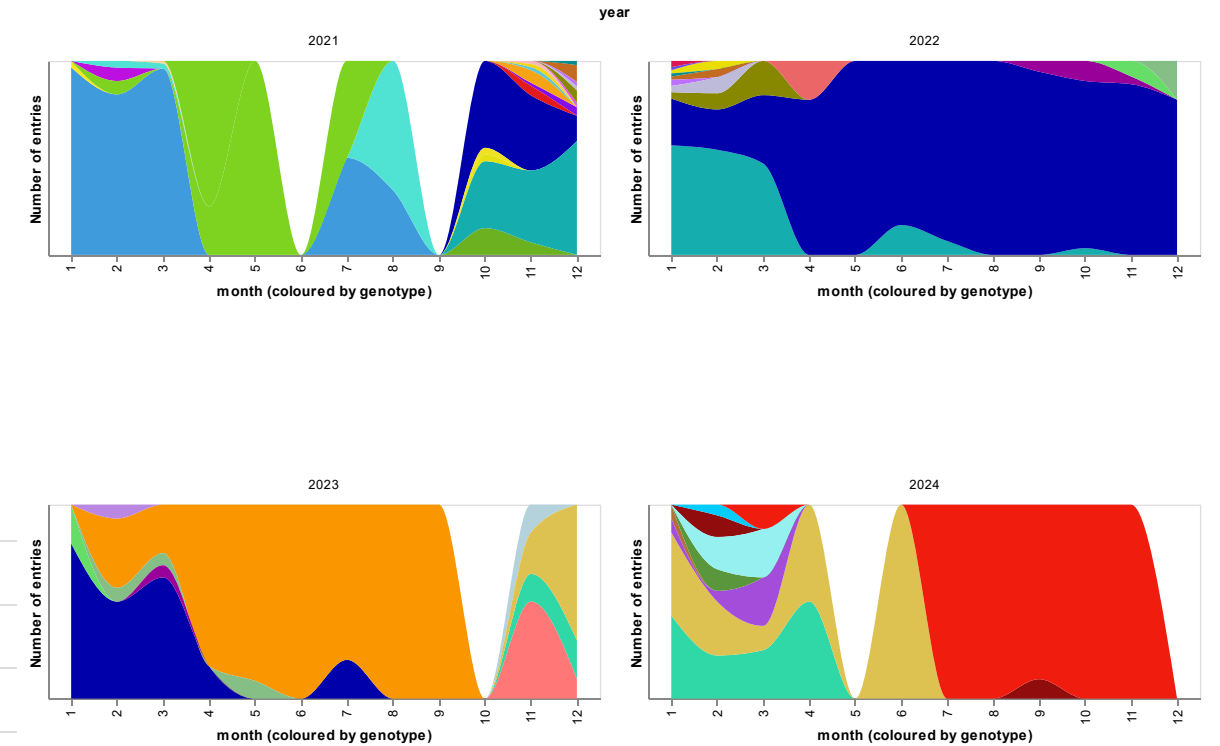 year
2021
2022
Number of entries
Number of entries
1 2 3 4 5 6 7 8 9 10 11 12
1 2 3 4 5 6 7 8 9 10 11 12
month (coloured by genotype)
month (coloured by genotype)
2023
2024
Number of entries
Number of entries
1 2 3 4 5 6 7 8 9 10 11 12
1 2 3 4 5 6 7 8 9 10 11 12
month (coloured by genotype)
month (coloured by genotype)